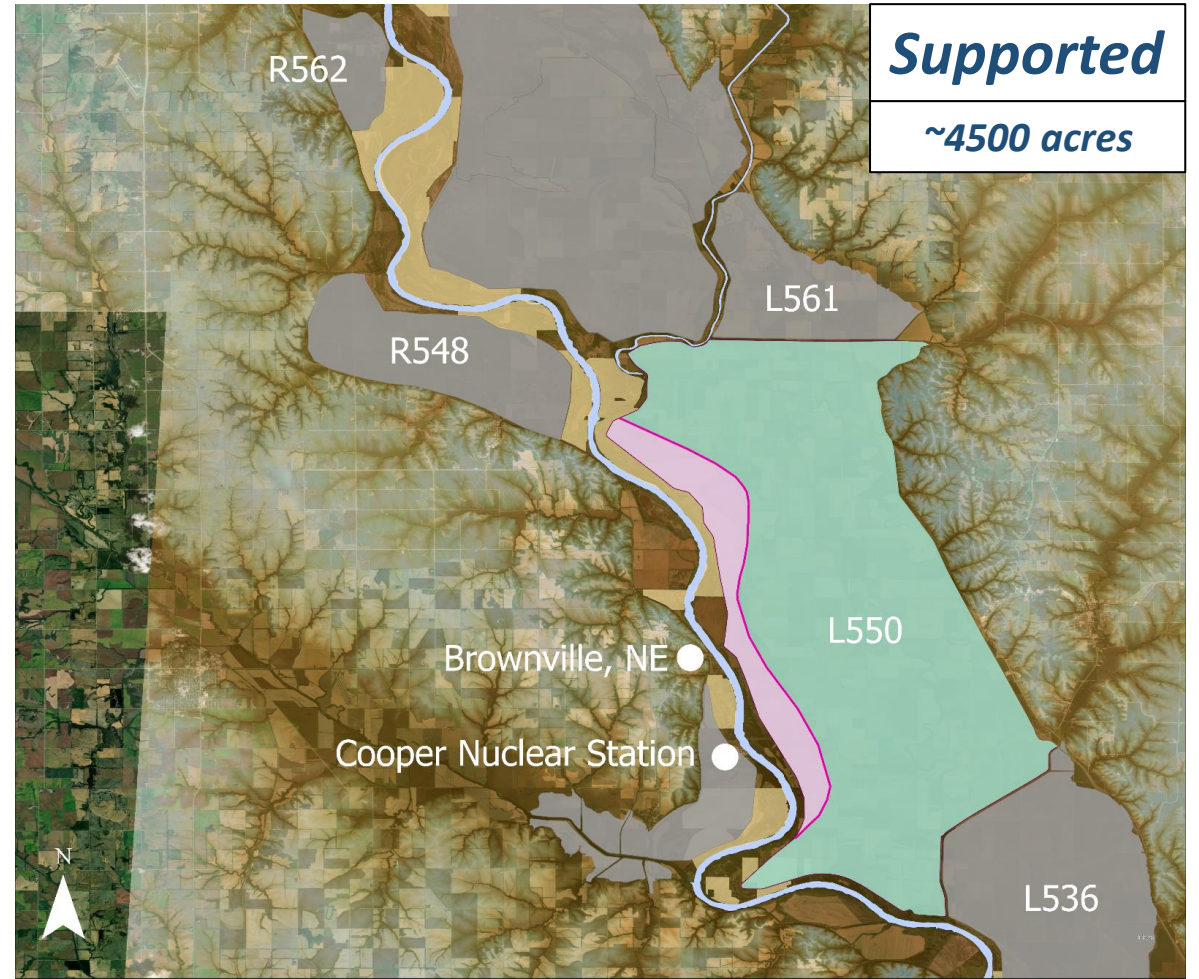 Supported
~4500 acres
R562
L561
R548
L550
Brownville, NE
Cooper Nuclear Station
L536
N